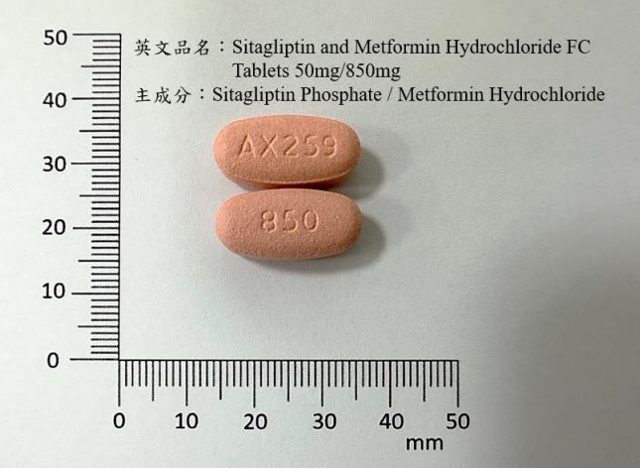 英文品名：Sitagliptin and Metformin Hydrochloride FC
Tablets 50mg/850mg
主成分：Sitagliptin Phosphate / Metformin Hydrochloride
AX259
850
50
40
30
20
10
0
0 10 20 30 40 50
mm